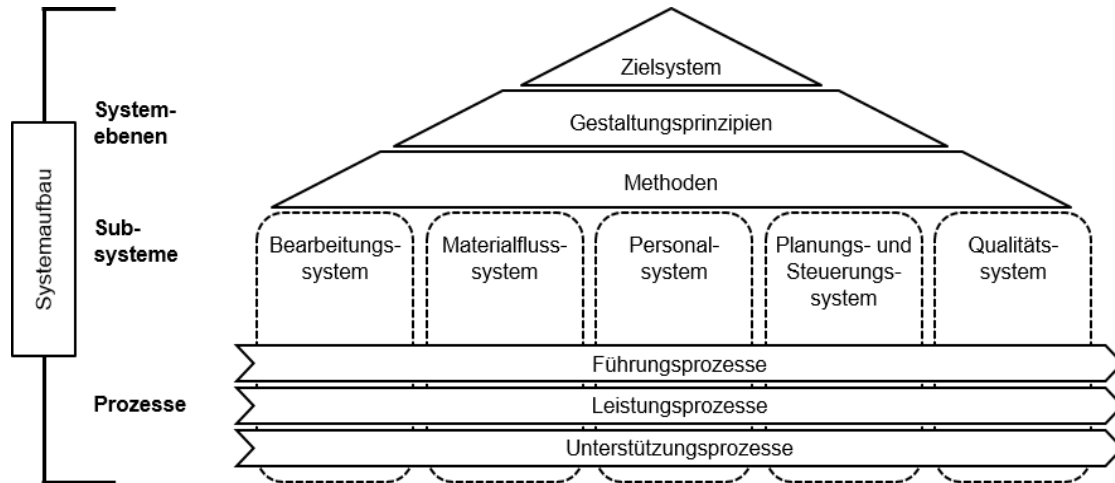 Systemaufbau
System-
ebenen
Zielsystem
Gestaltungsprinzipien
Methoden
Sub-
systeme
Bearbeitungs-
system
Materialfluss-
system
Personal-
system
Planungs- und
Steuerungs-
system
Qualitäts-
system
Prozesse
Führungsprozesse
Leistungsprozesse
Unterstützungsprozesse